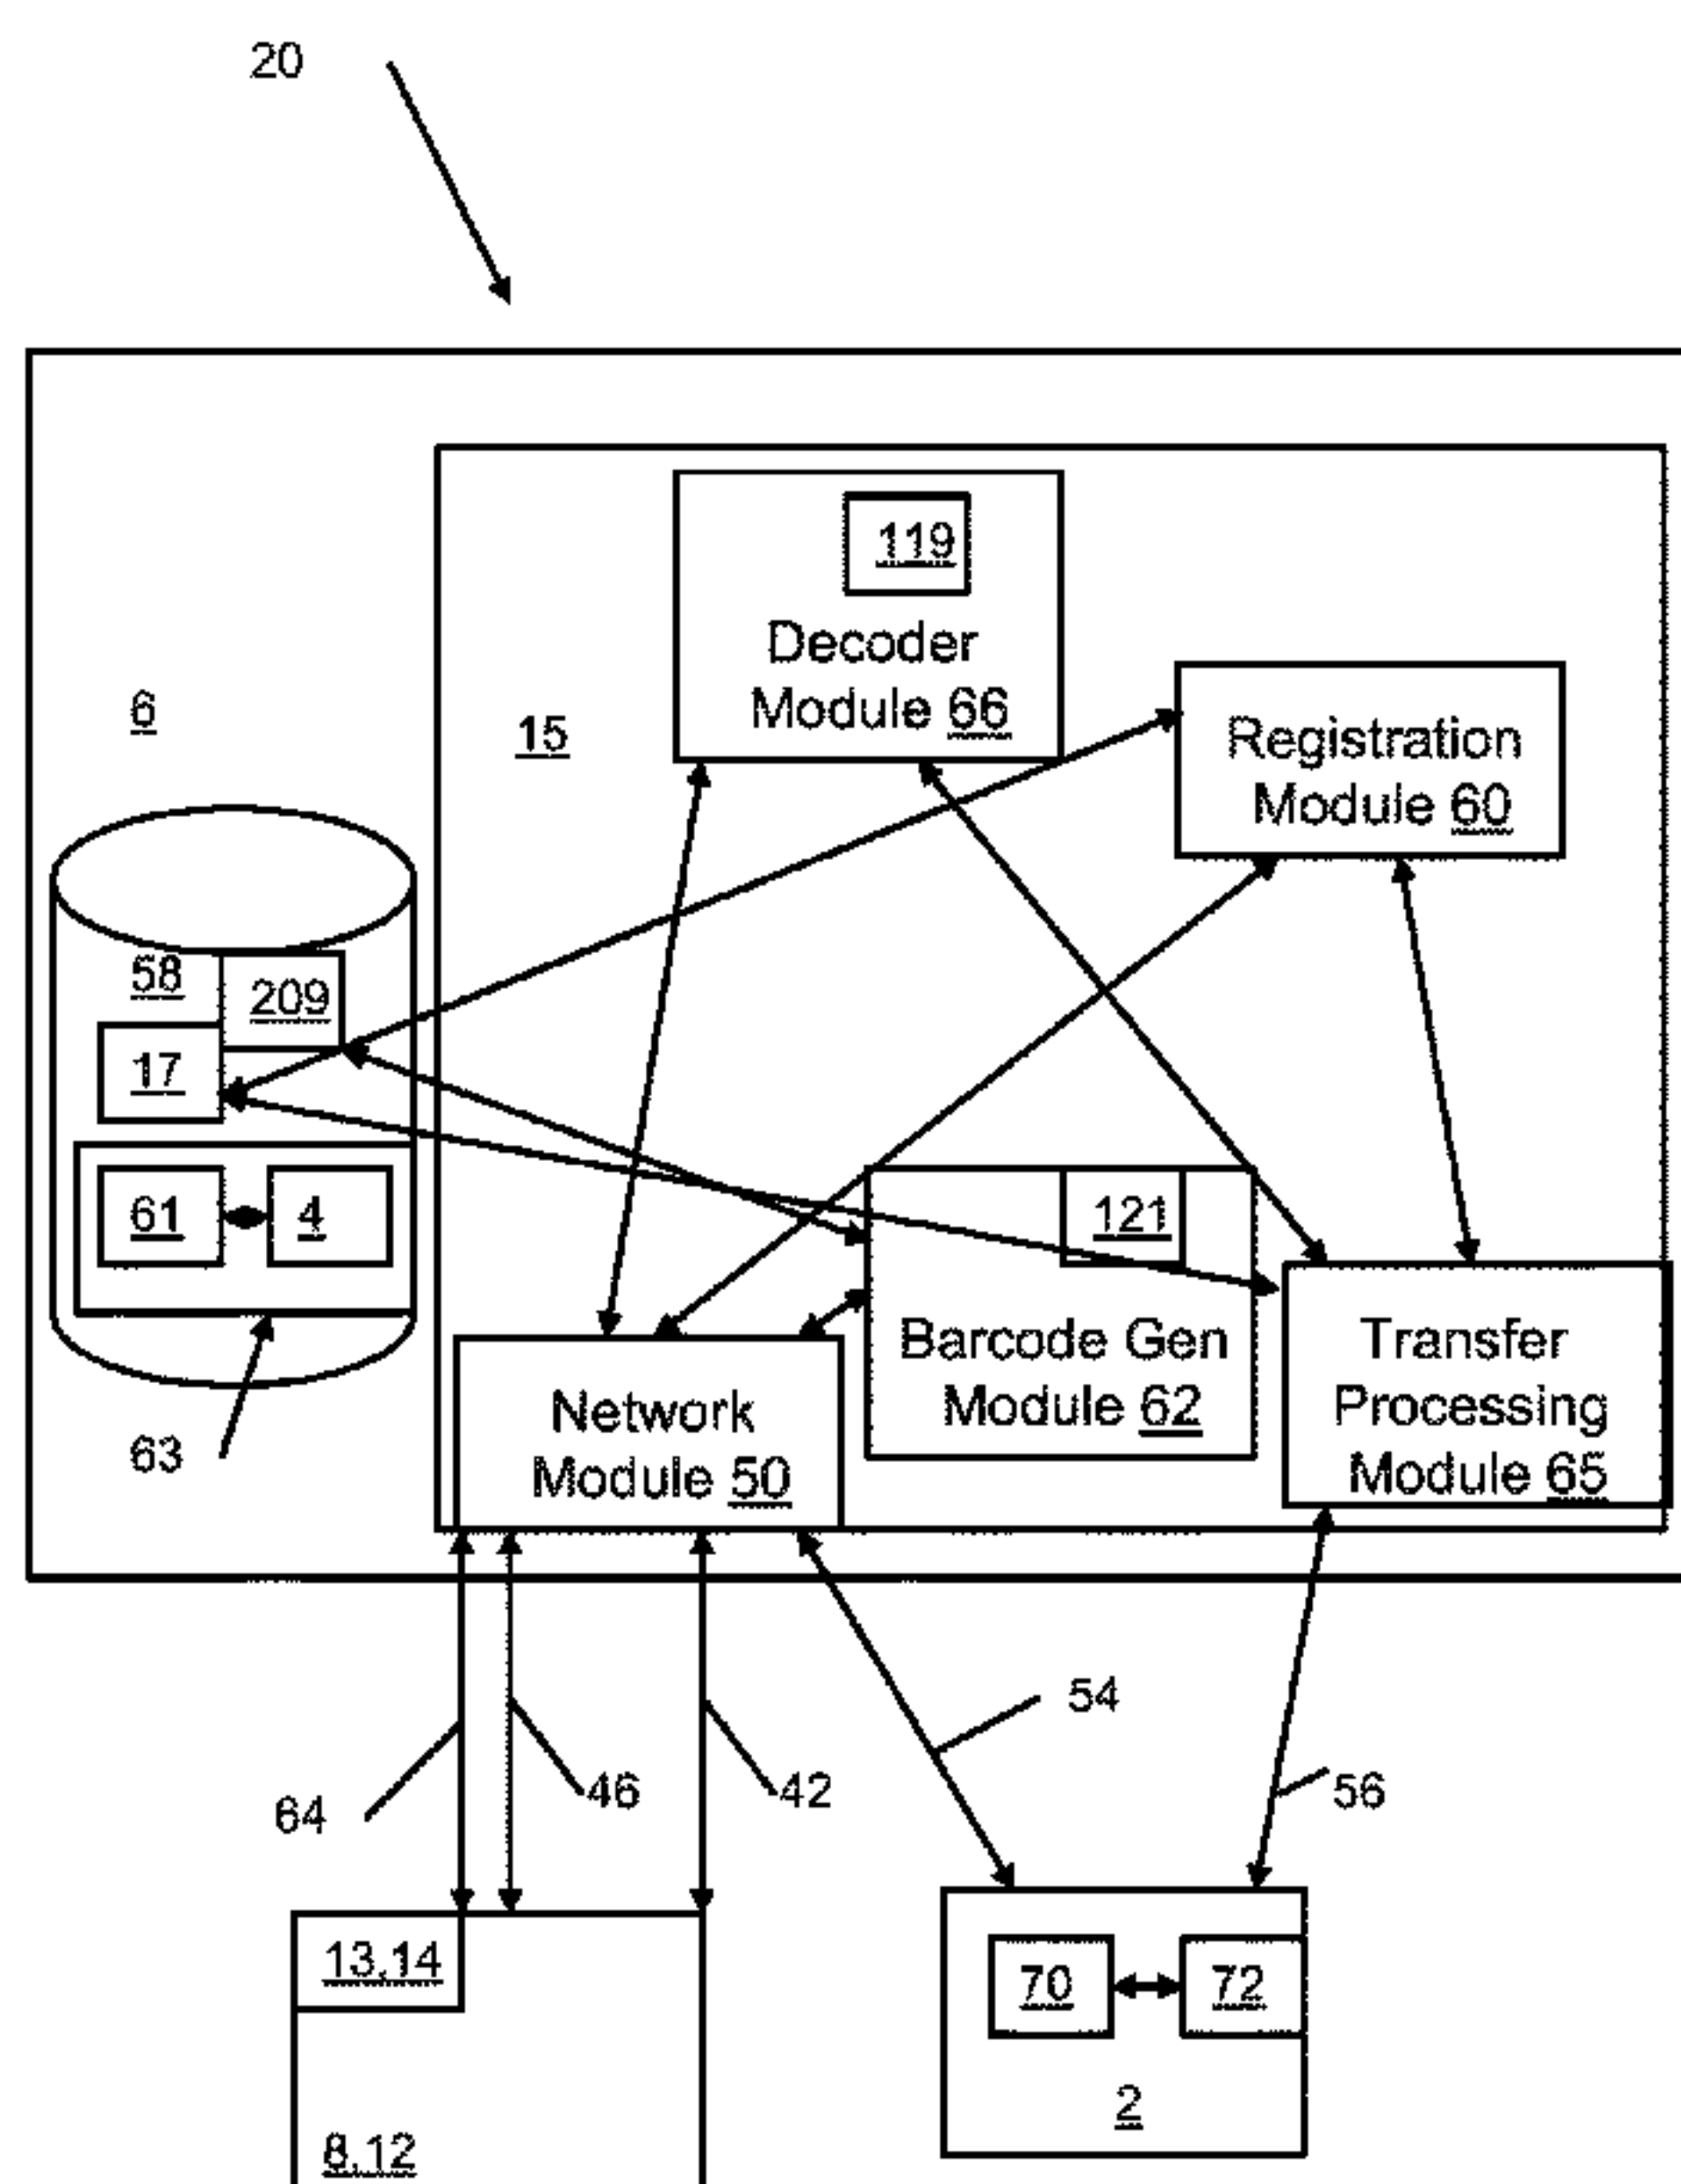 20
119
Decoder
Module 66
6
15
Registration
Module 60
58
209
17
61
4
121
Barcode Gen
Module 62
Transfer
Processing
Module 65
Network
Module 50
63
54
46
42
56
64
13,14
70
72
2
8,12